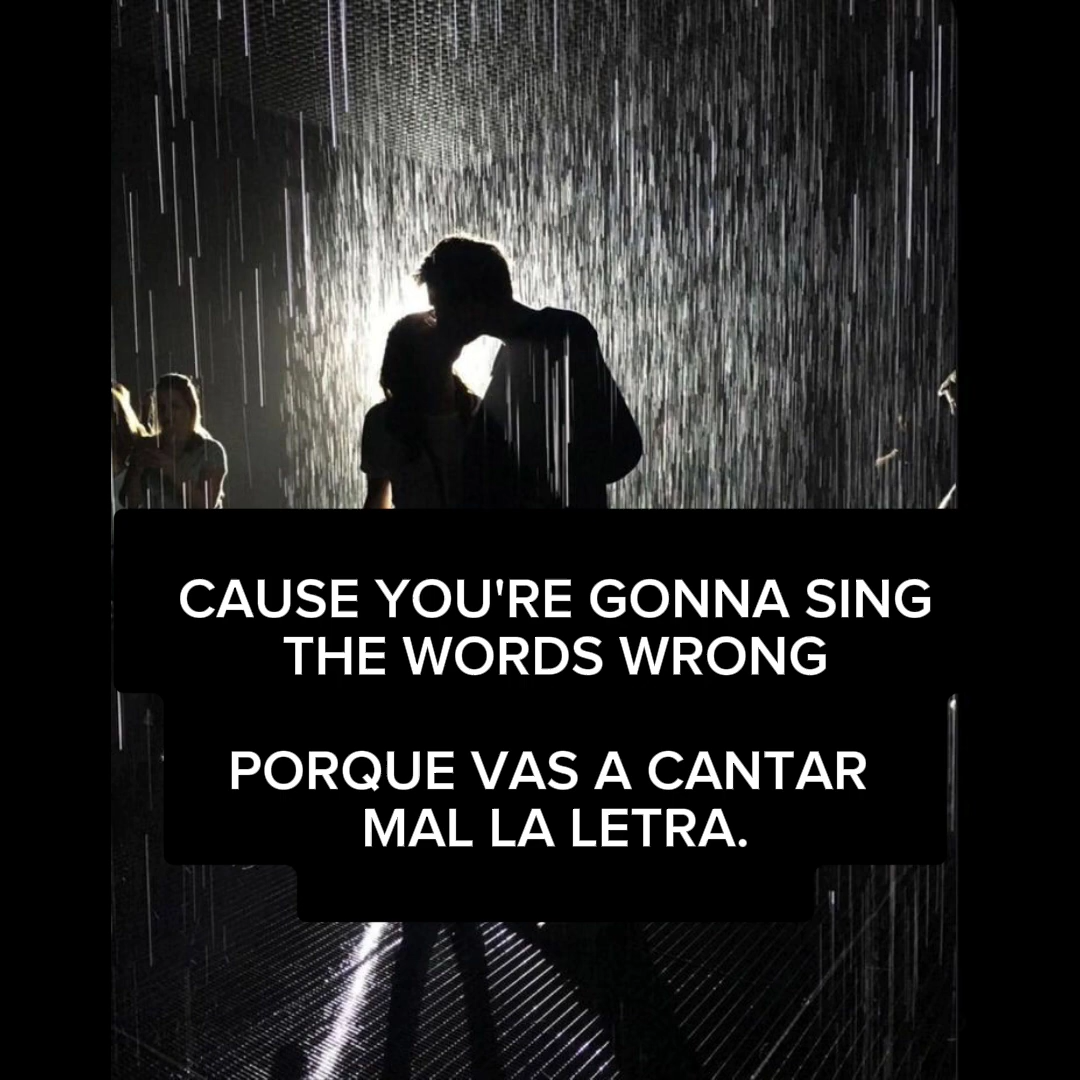 CAUSE YOU'RE GONNA SING
THE WORDS WRONG
PORQUE VAS A CANTAR
MAL LA LETRA.